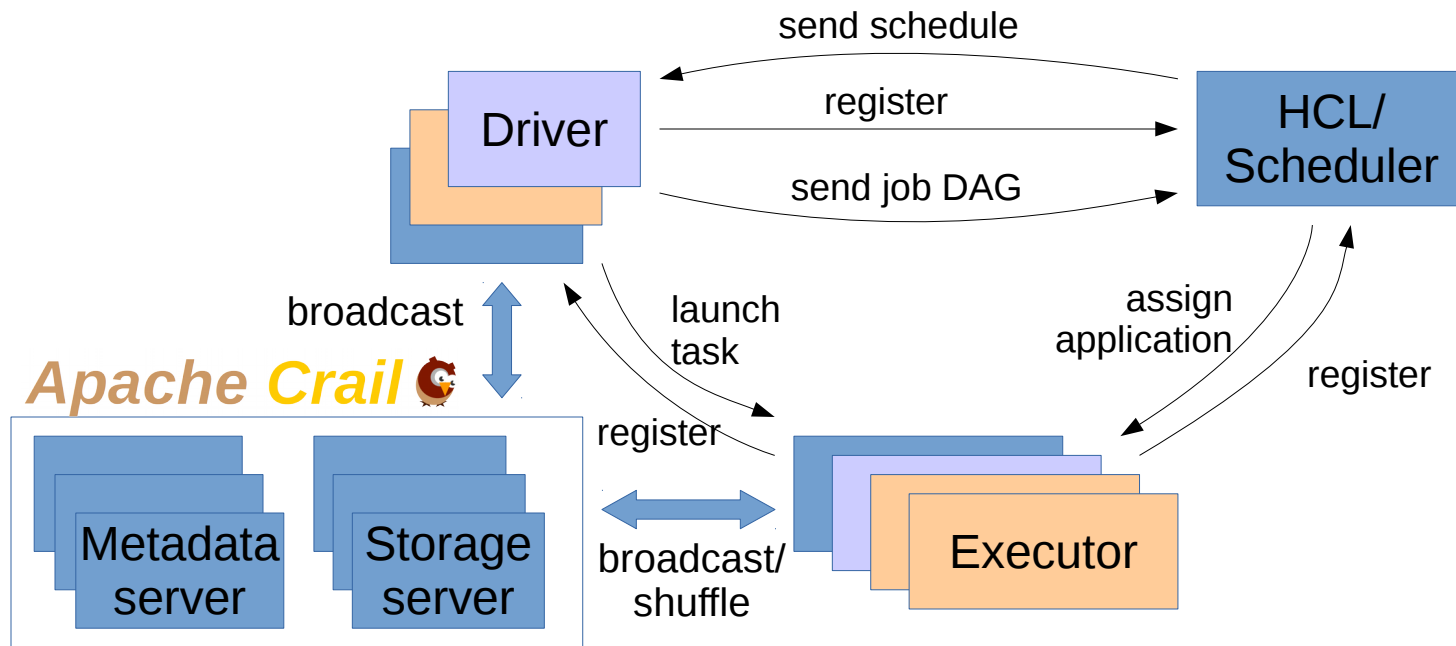 send schedule
register
send job DAG
Driver
HCL/
Scheduler
broadcast
launch
task
assign
application
register
Apache Crail
register
Metadata
server
Storage
server
broadcast/
shuffle
Executor